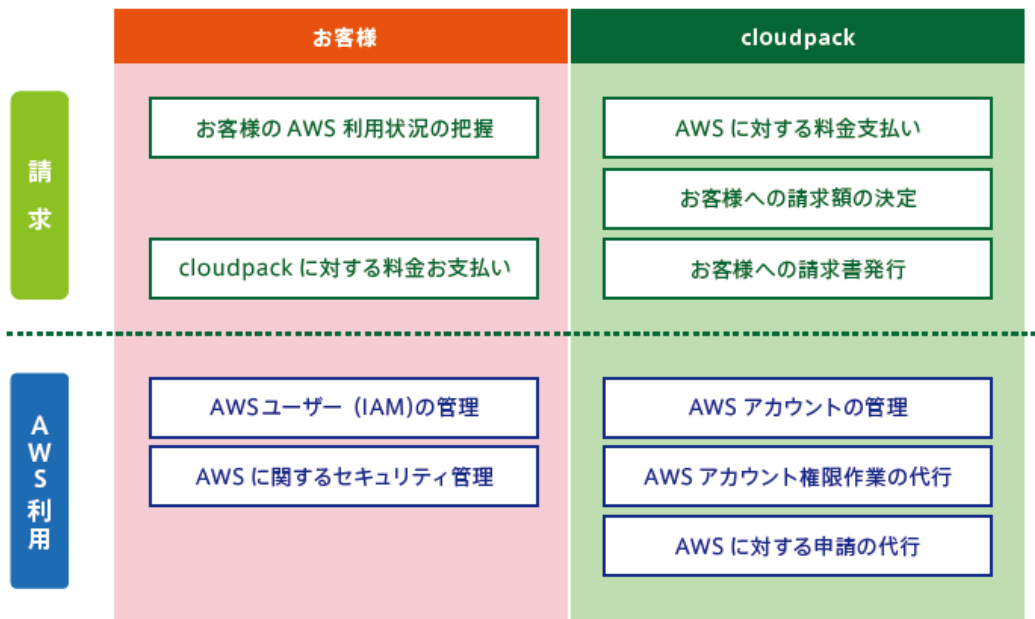 お客様
cloudpack
請求
お客様の AWS 利用状況の把握
AWS に対する料金支払い
お客様への請求額の決定
cloudpack に対する料金お支払い
お客様への請求書発行
AWS利用
AWSユーザー (IAM)の管理
AWS アカウントの管理
AWS に関するセキュリティ管理
AWS アカウント権限作業の代行
AWS に対する申請の代行